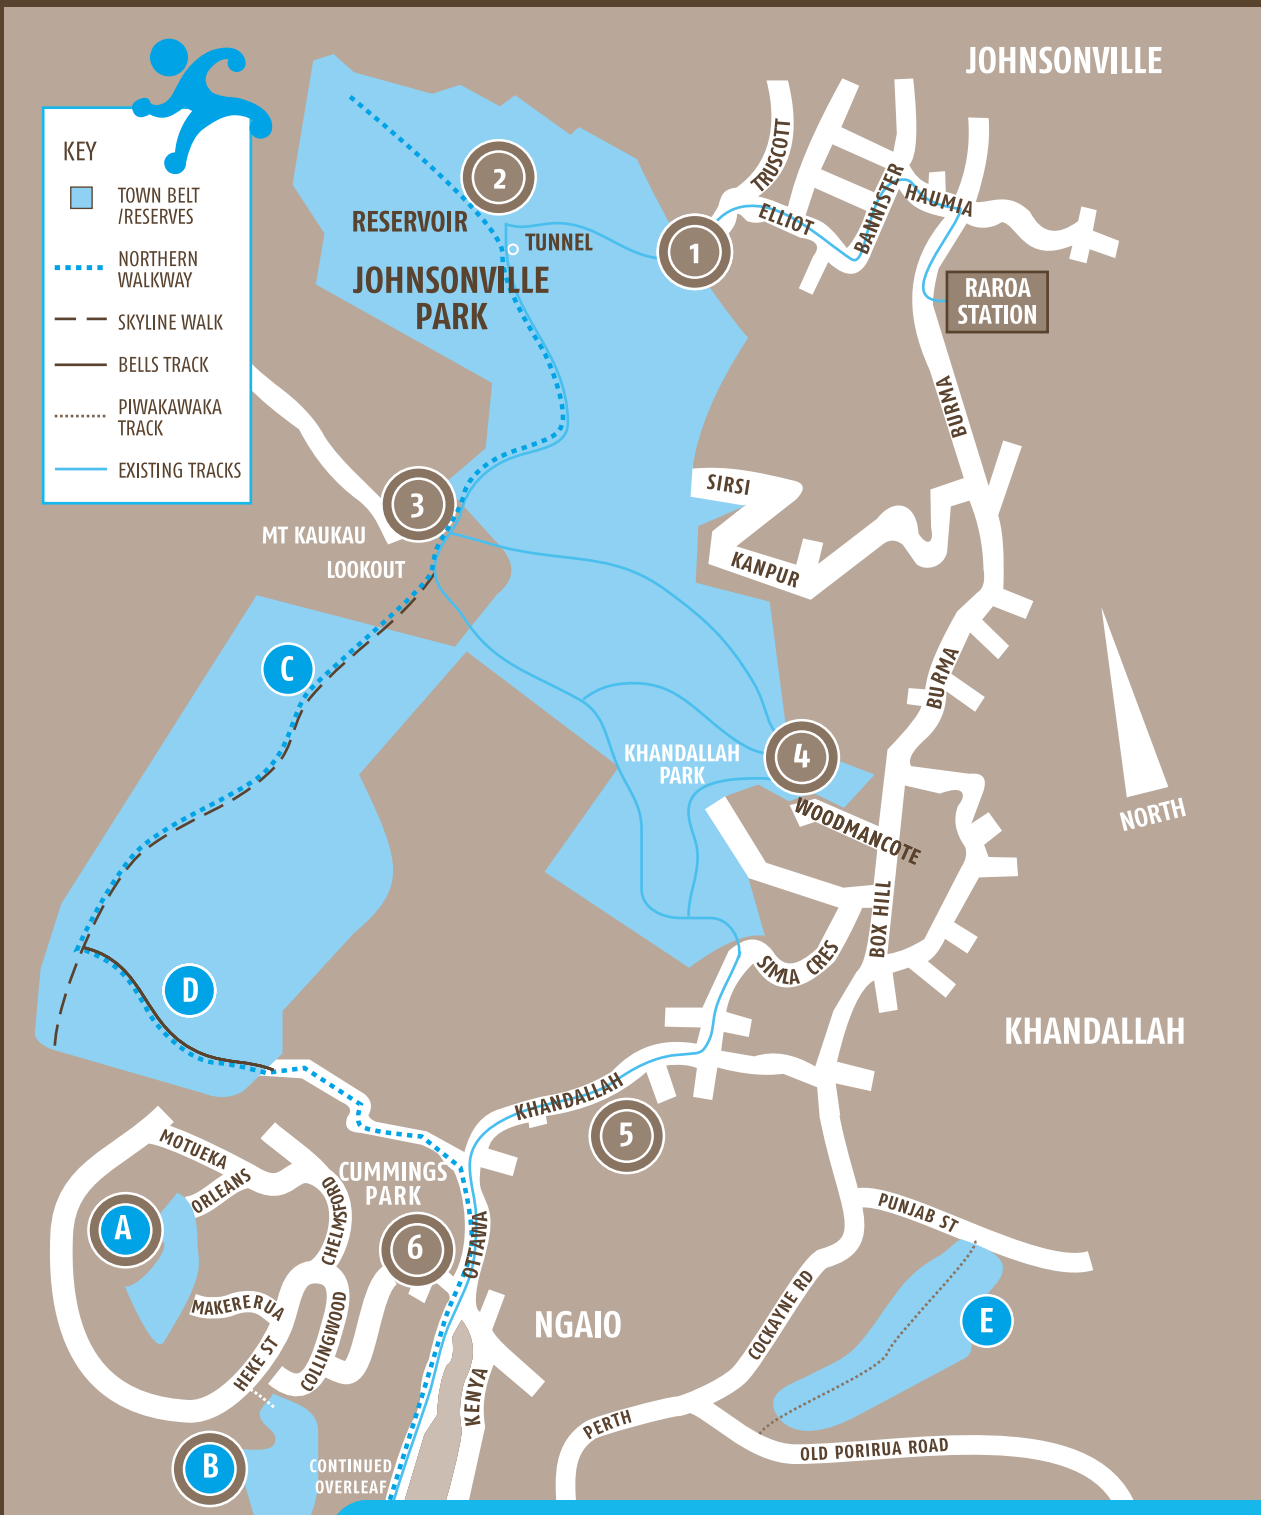 JOHNSONVILLE
KEY
TOWN BELT
/RESERVES
NORTHERN
WALKWAY
SKYLINE WALK
BELLS TRACK
PIWAKAWAKA
TRACK
EXISTING TRACKS
2
RESERVOIR
TUNNEL
JOHNSONVILLE
PARK
1
TRUSCOTT
ELLIOT
BANNISTER
HAUMIA
RAROA
STATION
BURMA
SIRSI
KANPUR
3
MT KAUKAU
LOOKOUT
C
BURMA
KHANDALLAH
PARK
4
WOODMANCOTE
NORTH
BOX HILL
SIMLA CRES
D
KHANDALLAH
KHANDALLAH
5
MOTUEKA
ORLEANS
CHELMSFORD
CUMMINGS
PARK
A
6
OTTAWA
MAKERERUA
HEKE ST
COLLINGWOOD
NGAIO
KENYA
PUNJAB ST
COCKAYNE RD
E
PERTH
OLD PORIRUA ROAD
B
CONTINUED
OVERLEAF